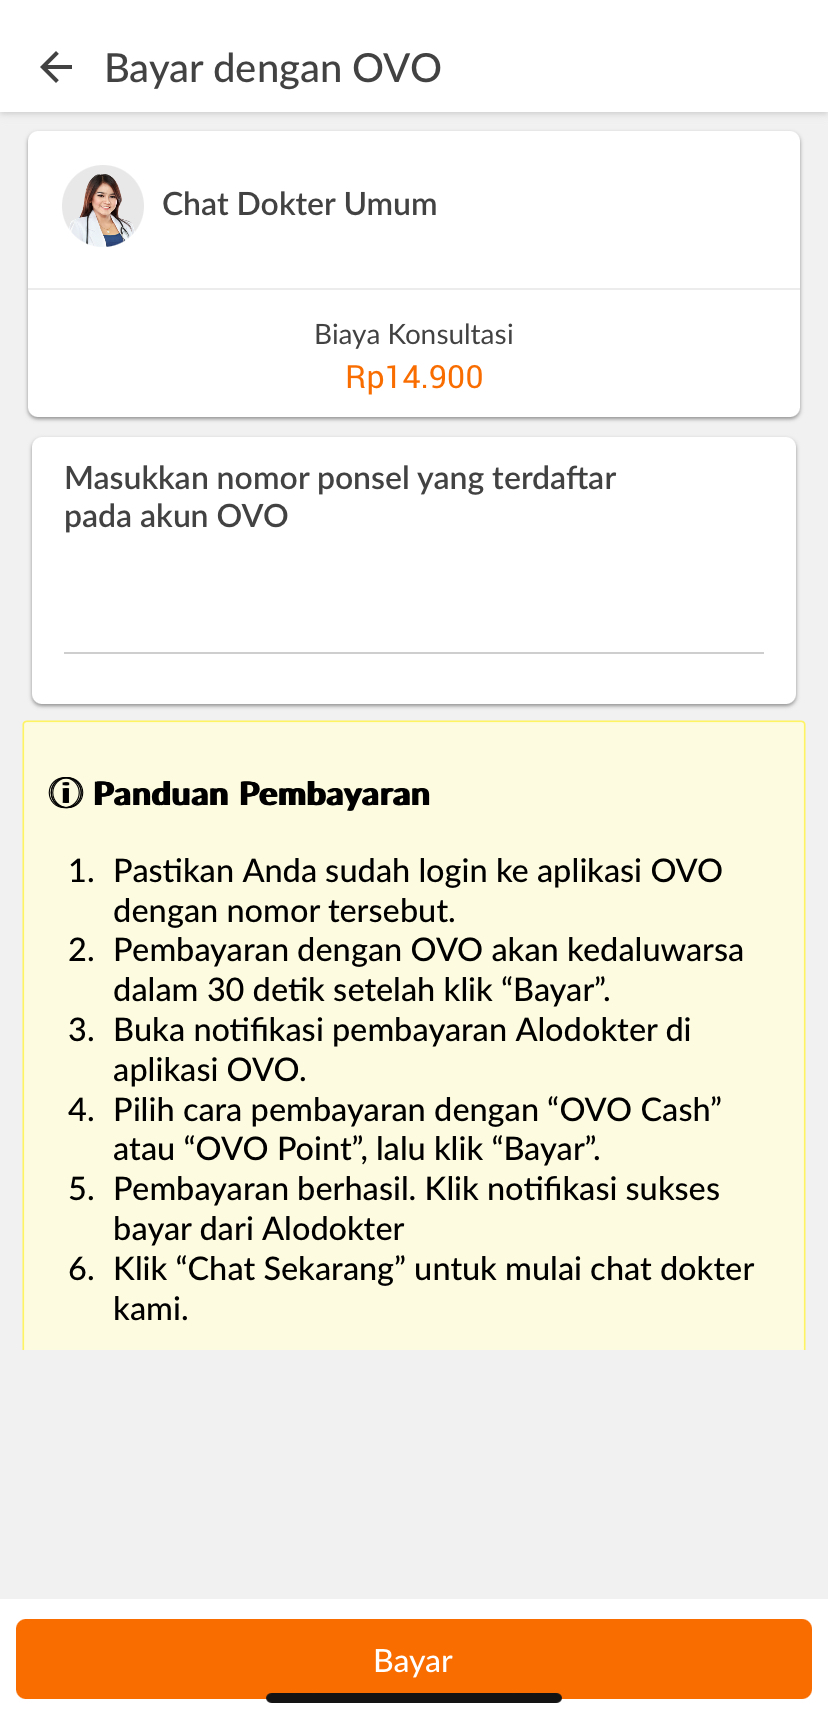 Bayar dengan OVO
Chat Dokter Umum
Biaya Konsultasi
Rp14.900
Masukkan nomor ponsel yang terdaftar
pada akun OVO
Panduan Pembayaran
1. Pastikan Anda sudah login ke aplikasi OVO
dengan nomor tersebut.
2. Pembayaran dengan OVO akan kedaluwarsa
dalam 30 detik setelah klik “Bayar”.
3. Buka notifikasi pembayaran Alodokter di
aplikasi OVO.
4. Pilih cara pembayaran dengan “OVO Cash”
atau “OVO Point”, lalu klik “Bayar”.
5. Pembayaran berhasil. Klik notifikasi sukses
bayar dari Alodokter
6. Klik “Chat Sekarang” untuk mulai chat dokter
kami.
Bayar